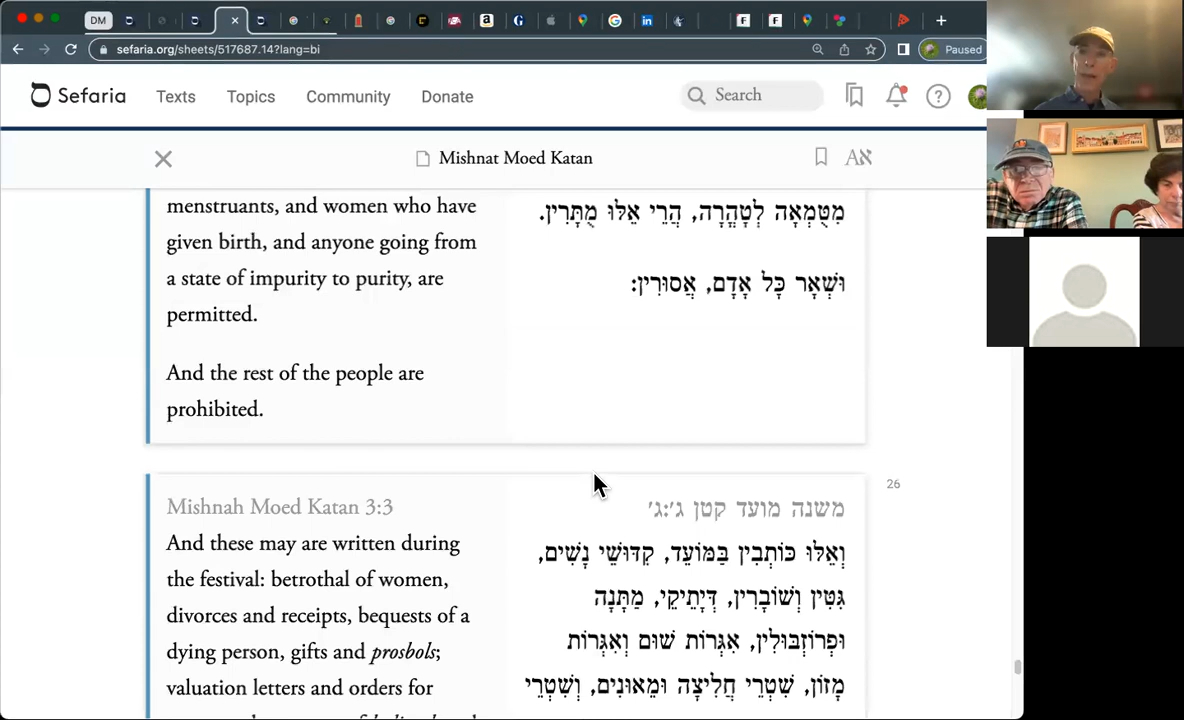 DM
sefaria.org/sheets/517687.14?lang=bi
Paused
Sefaria
Texts
Topics
Community
Donate
Search
Mishnat Moed Katan
אA
menstruants, and women who have
given birth, and anyone going from
a state of impurity to purity, are
permitted.
And the rest of the people are
prohibited.
מִטֻּמְאָה לְטָהֳרָה, הֲרֵי אֵלּוּ מֻתָּרִין.
וּשְׁאָר כָּל אָדָם, אֲסוּרִין:
26
Mishnah Moed Katan 3:3
And these may are written during
the festival: betrothal of women,
divorces and receipts, bequests of a
dying person, gifts and prosbols;
valuation letters and orders for
משנה מועד קטן ג׳:ג׳
וְאֵלּוּ כּוֹתְבִין בַּמּוֹעֵד, קִדּוּשֵׁי נָשִׁים,
גִּטִּין וְשׁוֹבָרִין, דְּיָתֵיקֵי, מַתָּנָה
וּפְרוֹזְבּוּלִין, אִגְּרוֹת שׁוּם וְאִגְּרוֹת
מָזוֹן, שִׁטְרֵי חֲלִיצָה וּמֵאוּנִים, וְשִׁטְרֵי